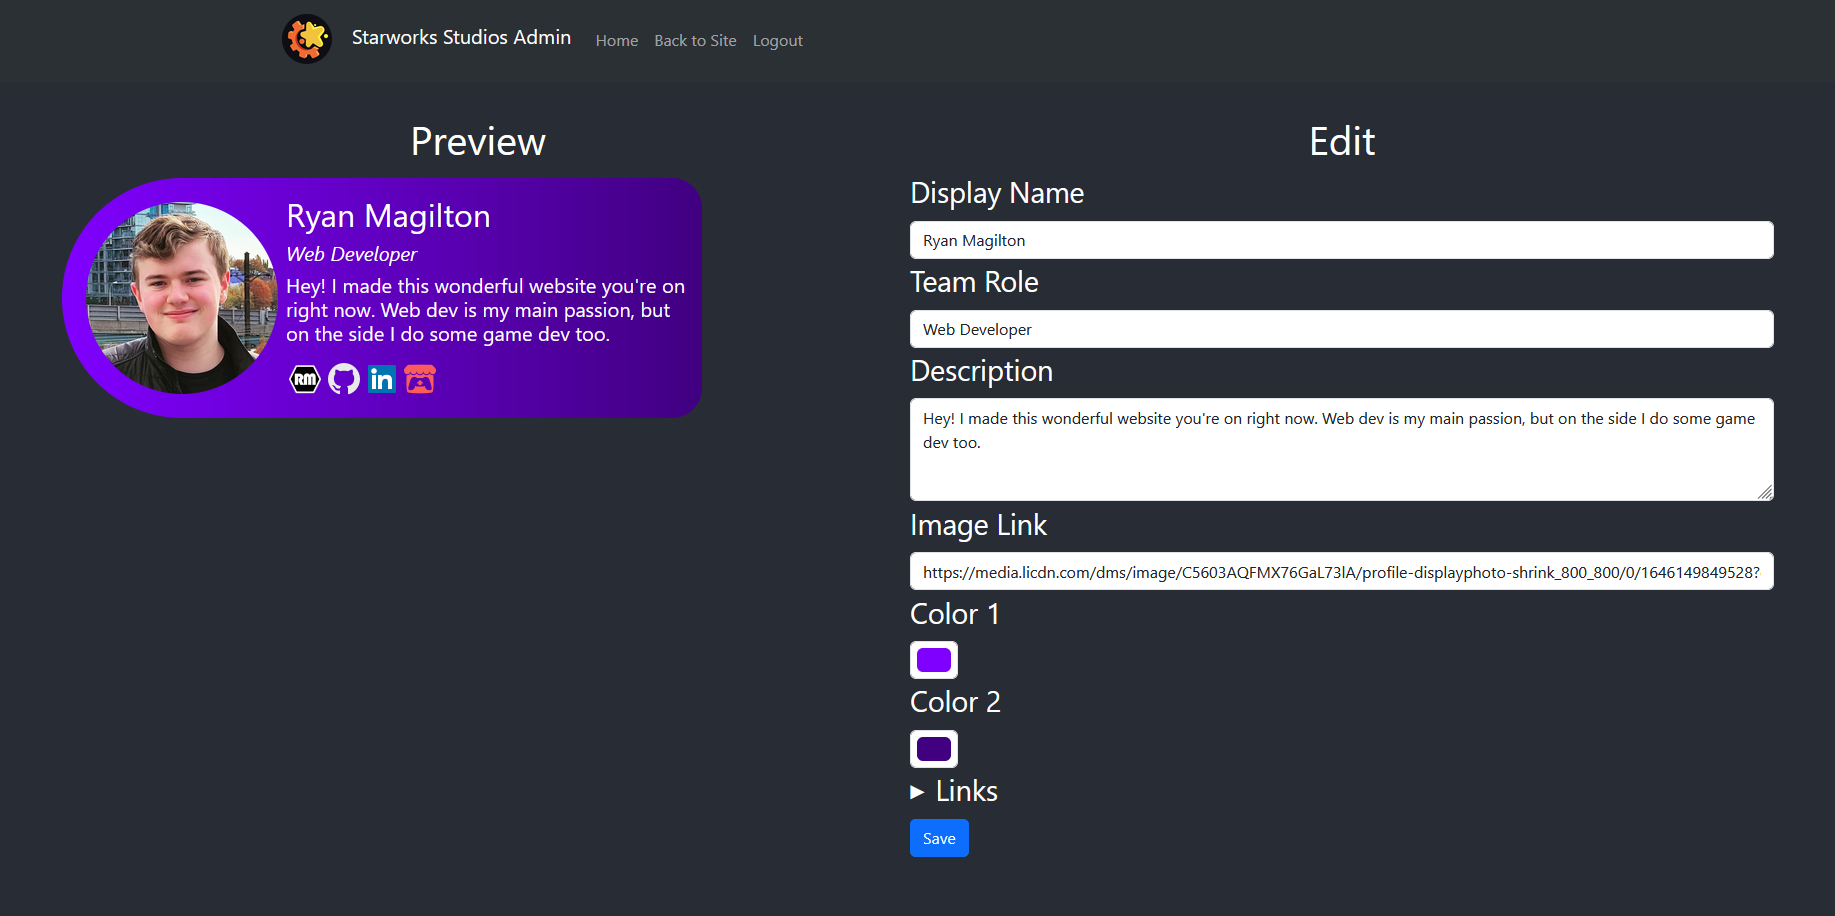 Starworks Studios Admin Home Back to Site Logout
Preview
Ryan Magilton
Web Developer
Hey! I made this wonderful website you're on
right now. Web dev is my main passion, but
on the side I do some game dev too.
RM in
Edit
Display Name
Ryan Magilton
Team Role
Web Developer
Description
Hey! I made this wonderful website you're on right now. Web dev is my main passion, but on the side I do some game
dev too.
Image Link
https://media.licdn.com/dms/image/C5603AQFMX76GaL73lA/profile-displayphoto-shrink_800_800/0/1646149849528?
Color 1
Color 2
Links
Save